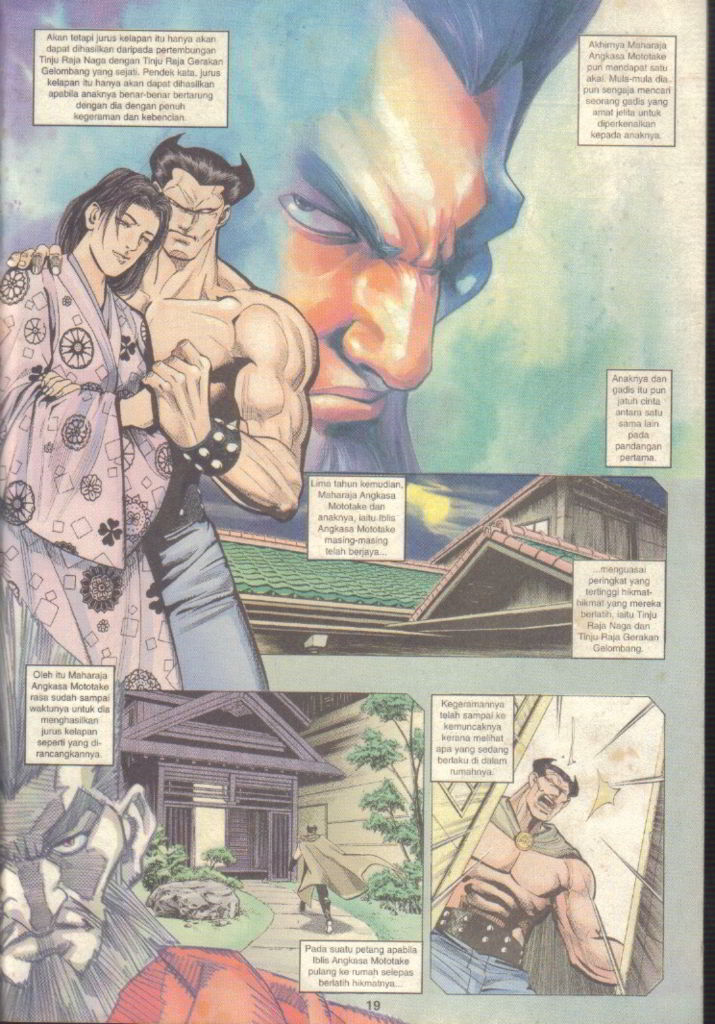 Akan tetapi jurus kelapan itu hanya akan
dapat dihasilkan daripada pertembungan
Tinju Raja Naga dengan Tinju Raja Gerakan
Gelombang yang sejati. Pendek kata, jurus
kelapan itu hanya akan dapat dihasilkan
apabila anaknya benar-benar bertarung
dengan dia dengan penuh
kegeraman dan kebencian.
Akhirnya Maharaja
Angkasa Mototake
pun mendapat satu
akal. Mula-mula dia
pun sengaja mencari
seorang gadis yang
amat jelita untuk
diperkenalkan
kepada anaknya.
Anaknya dan
gadis itu pun
jatuh cinta
antara satu
sama lain
pada
pandangan
pertama.
Lima tahun kemudian,
Maharaja Angkasa
Mototake dan
anaknya, iaitu Iblis
Angkasa Mototake
masing-masing
telah berjaya...
...menguasai
peringkat yang
tertinggi hikmat-
hikmat yang mereka
berlatih, iaitu Tinju
Raja Naga dan
Tinju Raja Gerakan
Gelombang.
Oleh itu Maharaja
Angkasa Mototake
rasa sudah sampai
waktunya untuk dia
menghasilkan
jurus kelapan
seperti yang di-
rancangkannya.
Pada suatu petang apabila
Iblis Angkasa Mototake
pulang ke rumah selepas
berlatih hikmatnya...
Kegeramannya
telah sampai ke
kemuncaknya
kerana melihat
apa yang sedang
berlaku di dalam
rumahnya.
19